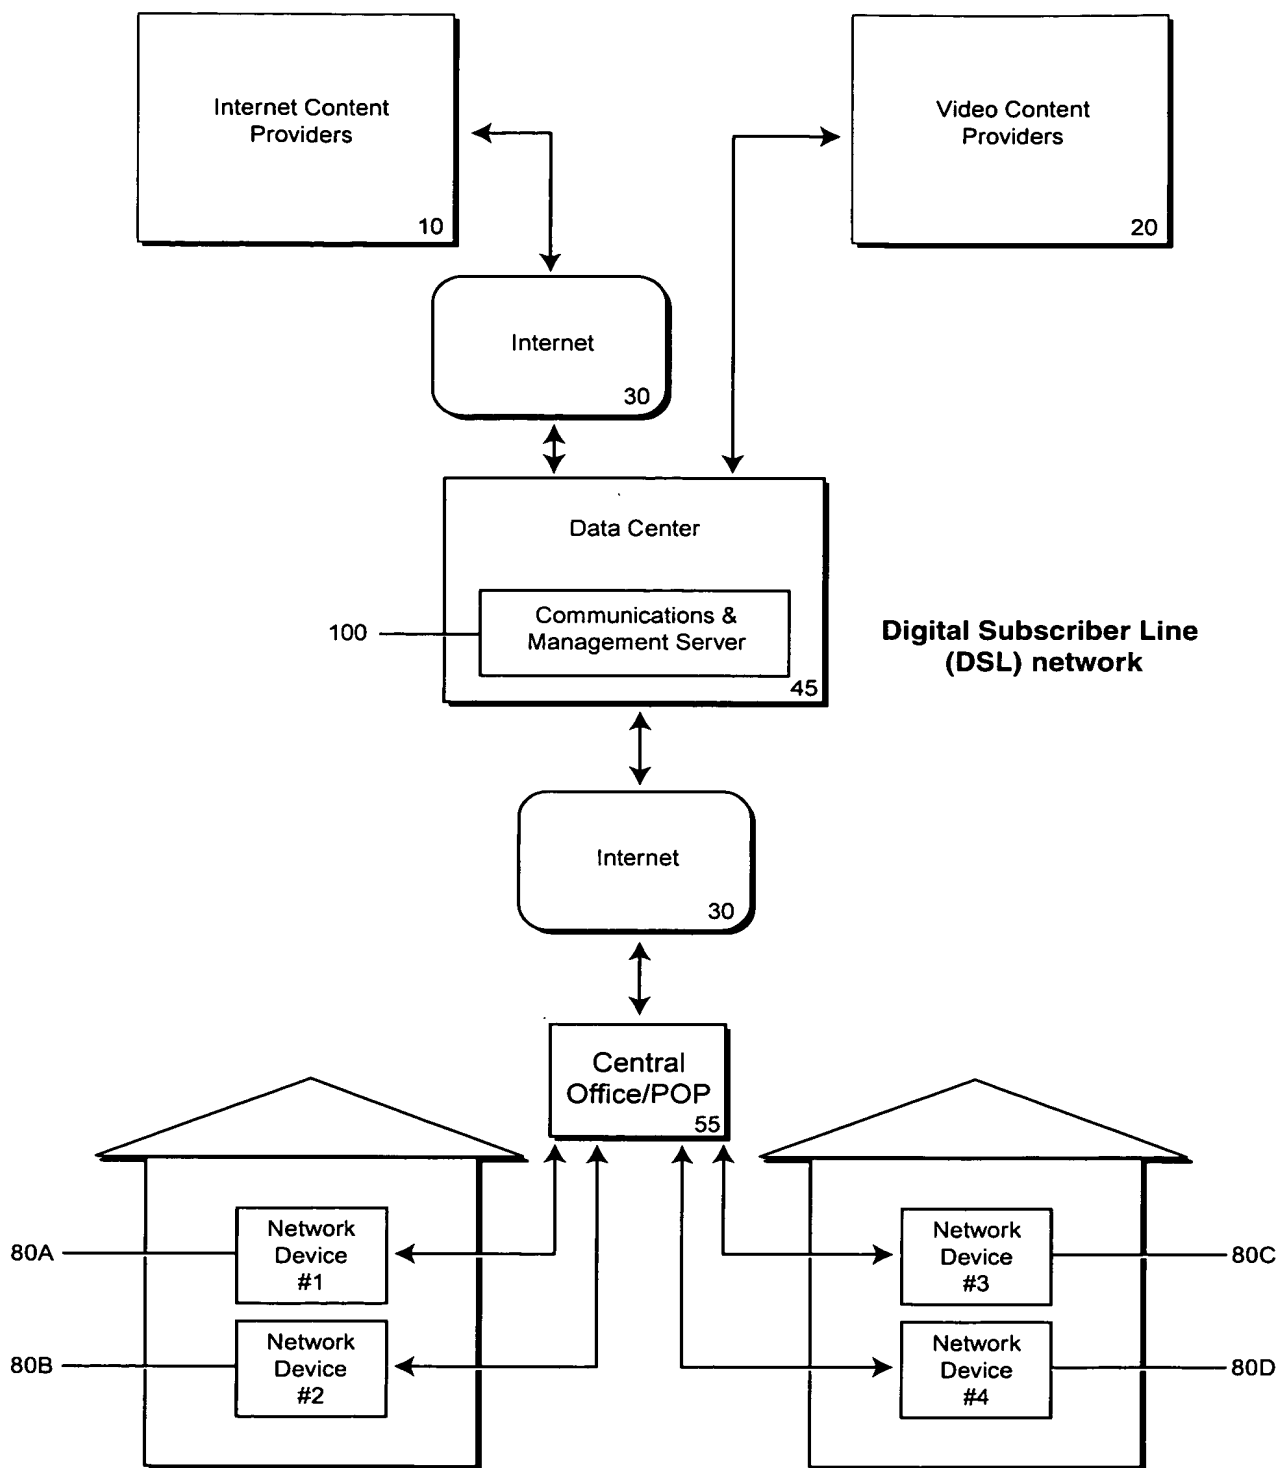 Internet Content
Providers
10
Video Content
Providers
20
Internet
30
Data Center
Communications &
Management Server
100
45
Digital Subscriber Line
(DSL) network
Internet
30
Central
Office/POP
55
Network
Device
#1
80A
Network
Device
#2
80B
Network
Device
#3
80C
Network
Device
#4
80D